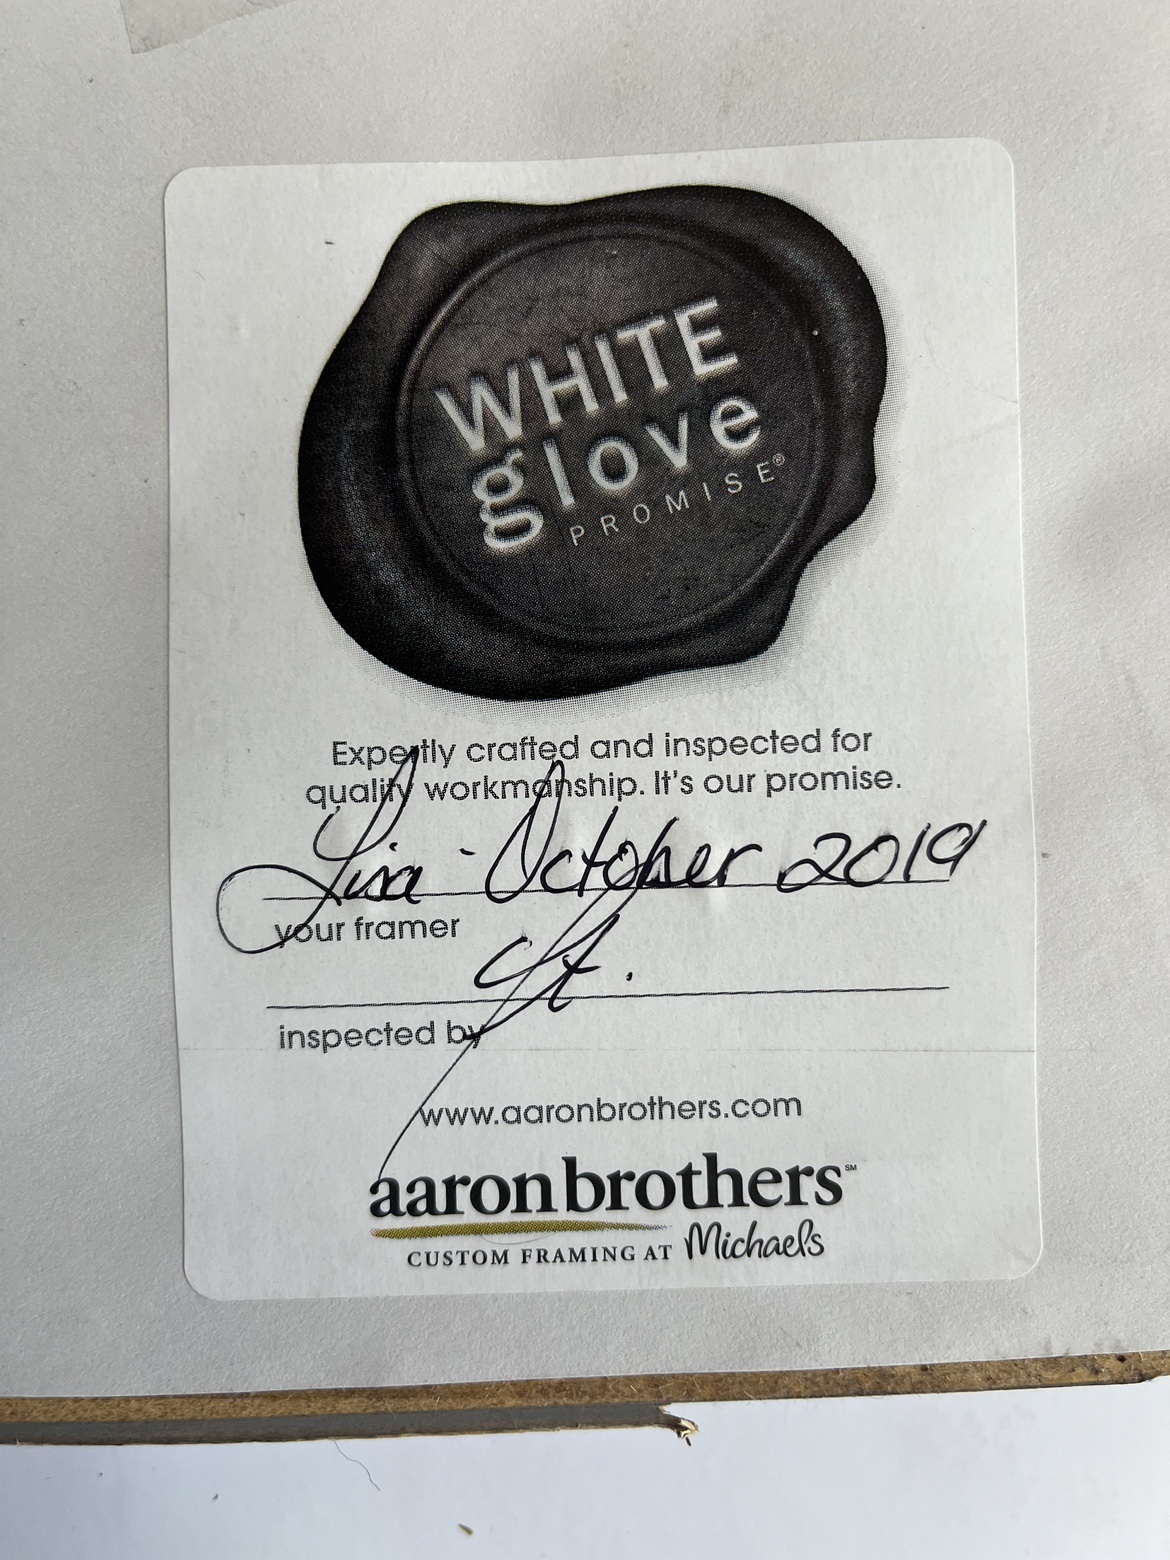 WHITE
glove
PROMISE®
Expertly crafted and inspected for
quality workmanship. It's our promise.
Lisa - October 2019
your framer
inspected by
www.aaronbrothers.com
aaronbrothers℠
CUSTOM FRAMING AT Michaels